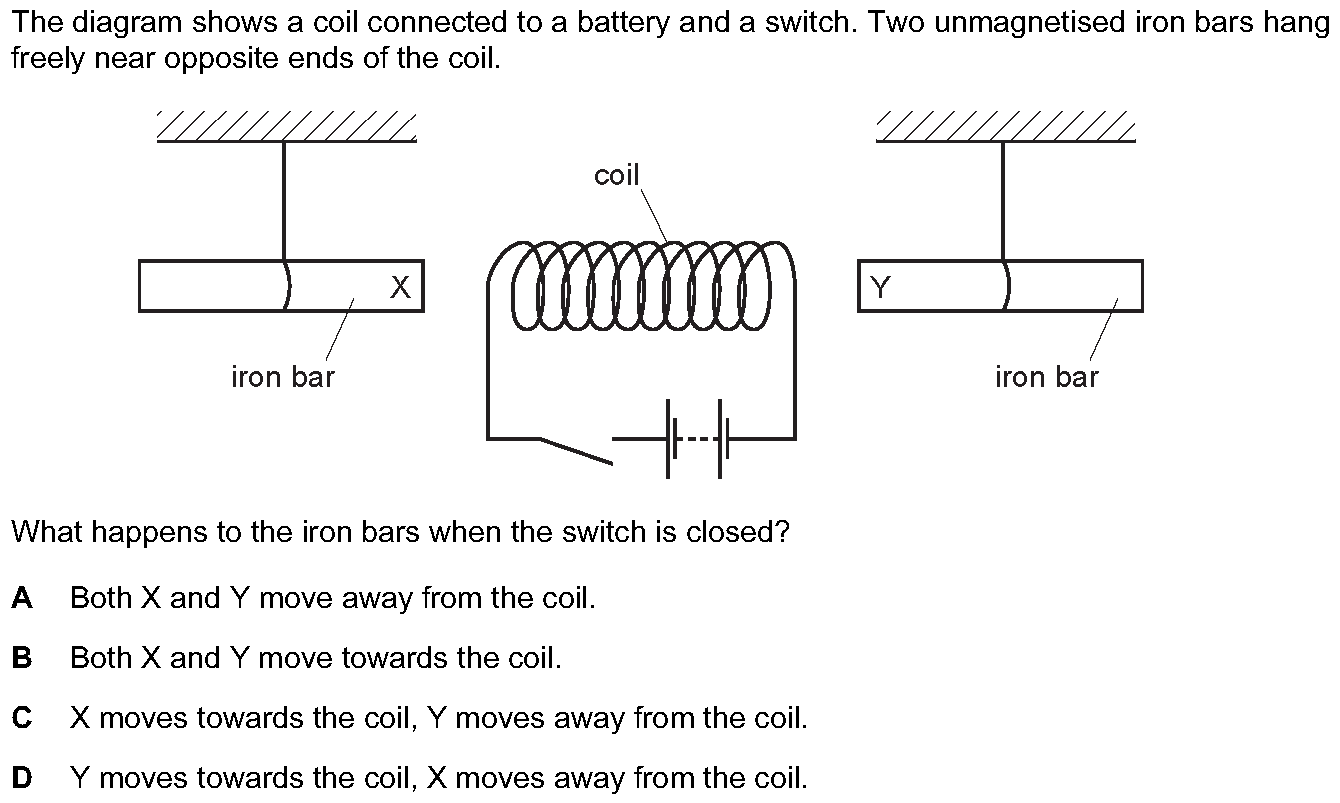 The diagram shows a coil connected to a battery and a switch. Two unmagnetised iron bars hang
freely near opposite ends of the coil.
coil
X
Y
iron bar
iron bar
What happens to the iron bars when the switch is closed?
A Both X and Y move away from the coil.
B Both X and Y move towards the coil.
C X moves towards the coil, Y moves away from the coil.
D Y moves towards the coil, X moves away from the coil.